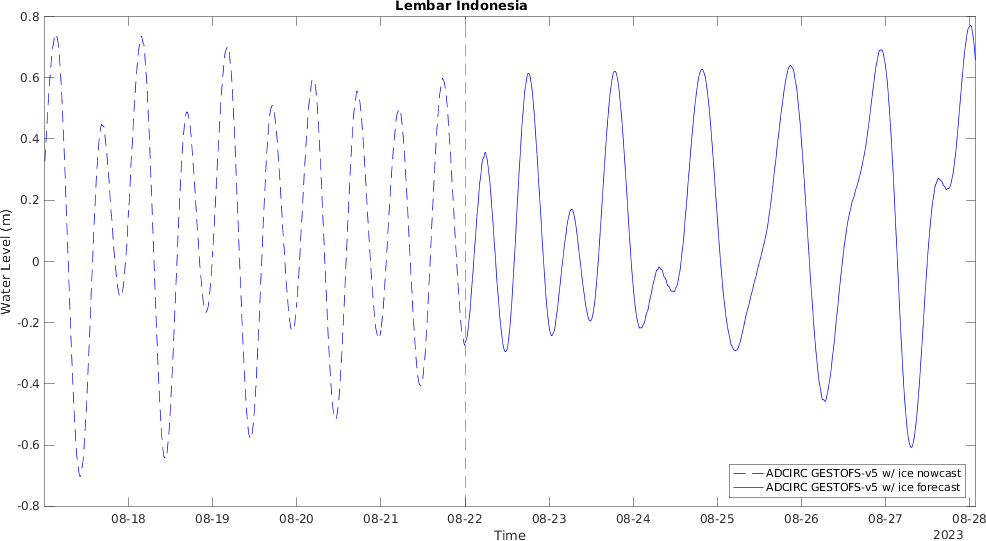 Lembar Indonesia
0.8
0.6
0.4
0.2
0
-0.2
-0.4
-0.6
-0.8
Water Level (m)
ADCIRC GESTOFS-v5 w/ ice nowcast
ADCIRC GESTOFS-v5 w/ ice forecast
08-18 08-19 08-20 08-21 08-22 08-23 08-24 08-25 08-26 08-27 08-28
Time
2023